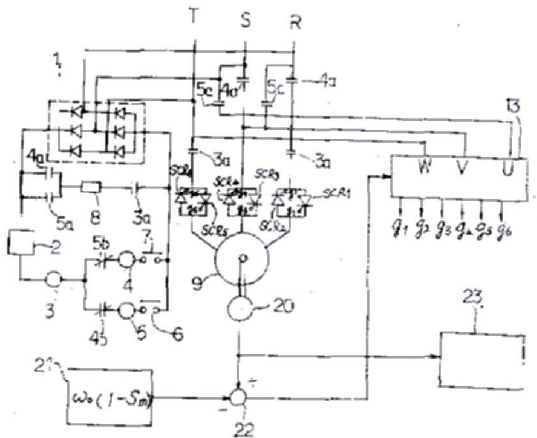 T S R
1
4a
5c
5c
4a
13
3a
3a
W V U
4a
SCR6
SCR4
SCR3
SCR1
5a
8
3a
SCR5
SCR2
g1 g2 g3 g4 g5 g6
2
5b
7
9
3
4
20
4b
5
6
23
21
ω₀(1-Sm)
+
-
22